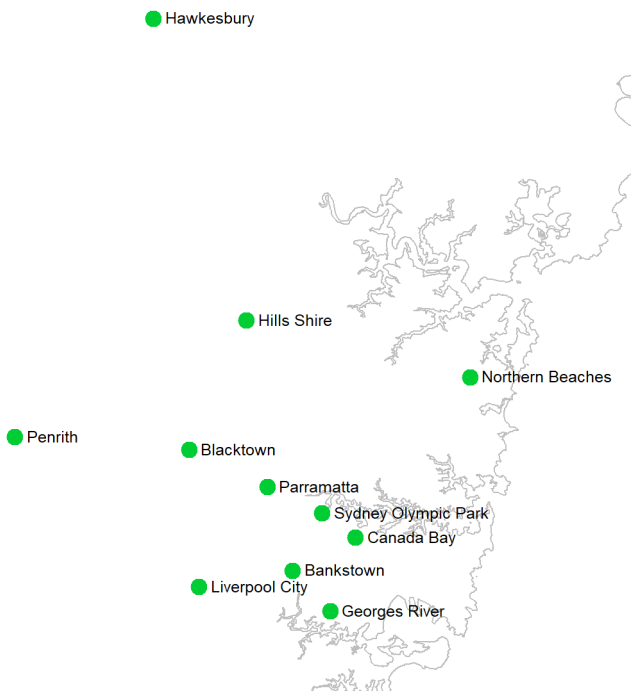 Hawkesbury
Hills Shire
Northern Beaches
Penrith
Blacktown
Parramatta
Sydney Olympic Park
Canada Bay
Bankstown
Liverpool City
Georges River